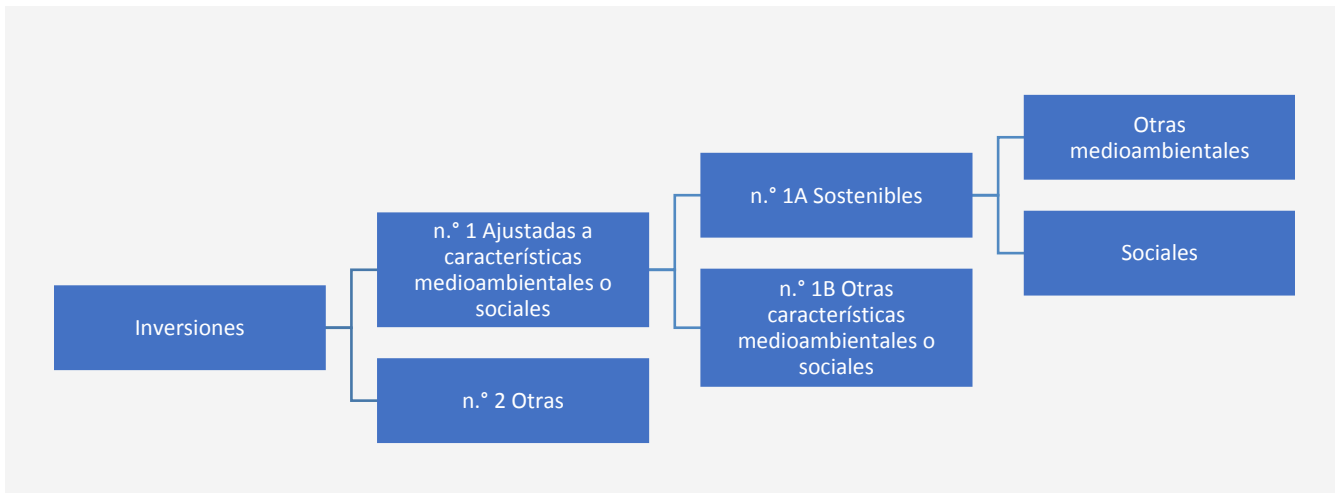 Inversiones
n.° 1 Ajustadas a
características
medioambientales o
sociales
n.° 2 Otras
n.° 1A Sostenibles
n.° 1B Otras
características
medioambientales o
sociales
Otras
medioambientales
Sociales